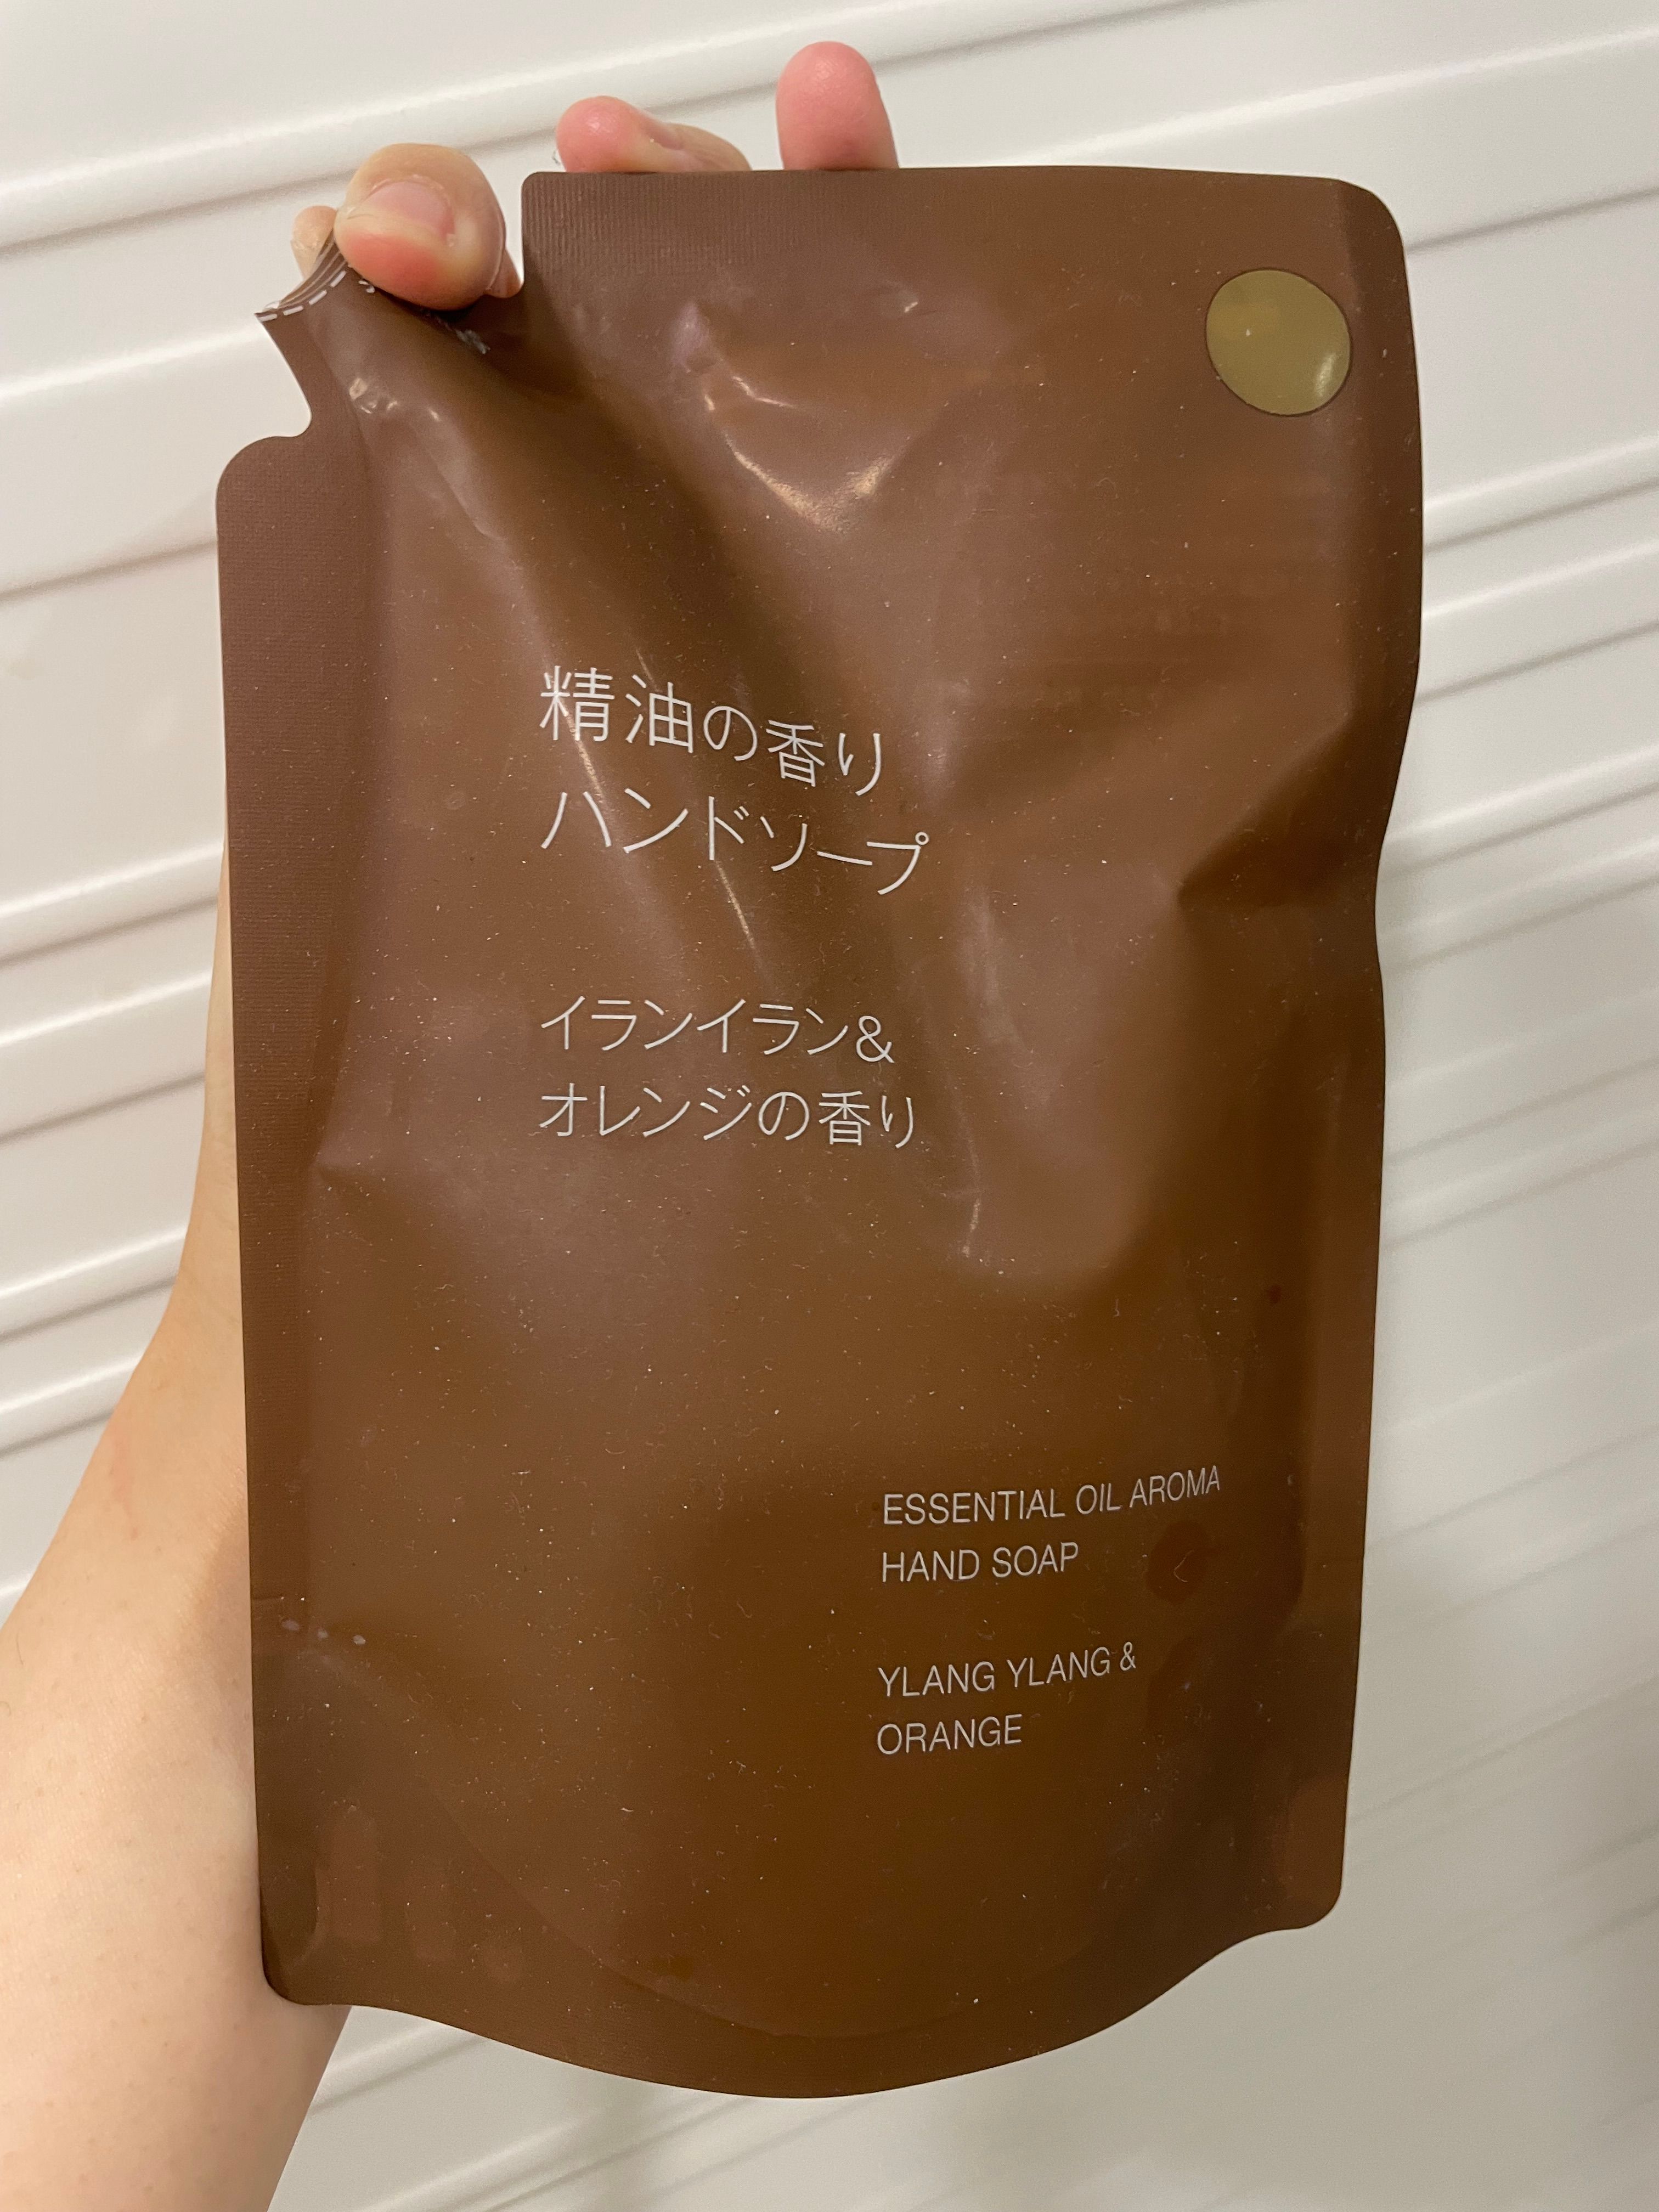 精油の香り
ハンドソープ
イランイラン&
オレンジの香り
ESSENTIAL OIL AROMA
HAND SOAP
YLANG YLANG &
ORANGE